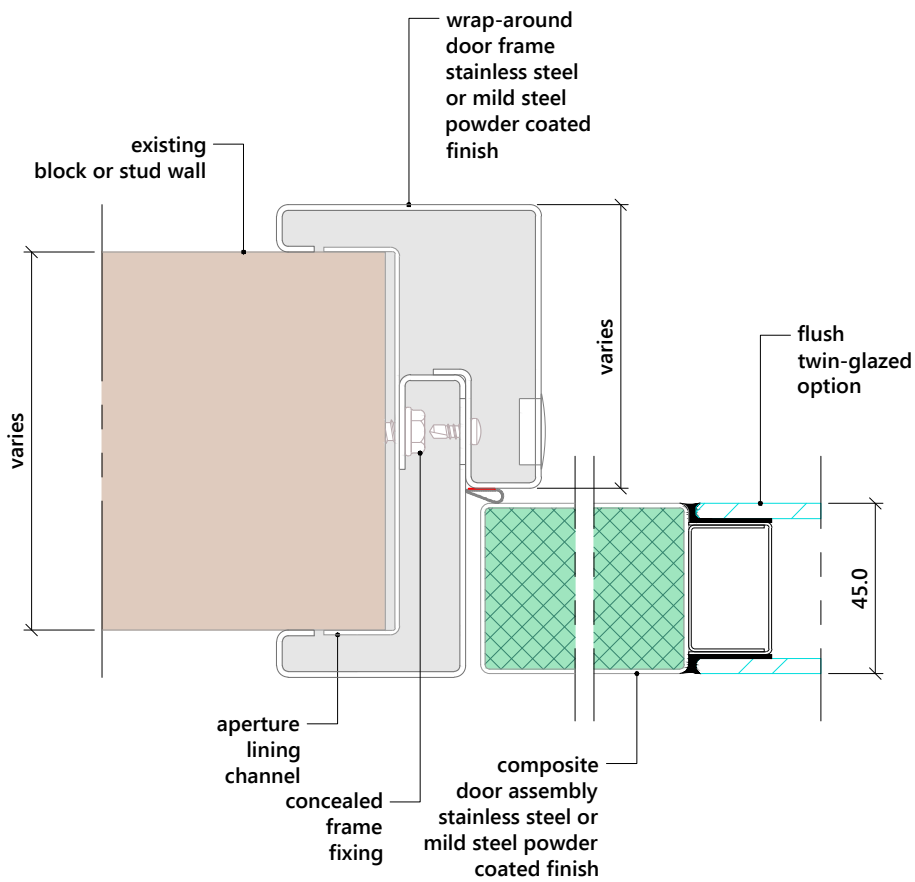 wrap-around
door frame
stainless steel
or mild steel
powder coated
finish
existing
block or stud wall
varies
varies
flush
twin-glazed
option
45.0
aperture
lining
channel
concealed
frame
fixing
composite
door assembly
stainless steel or
mild steel powder
coated finish